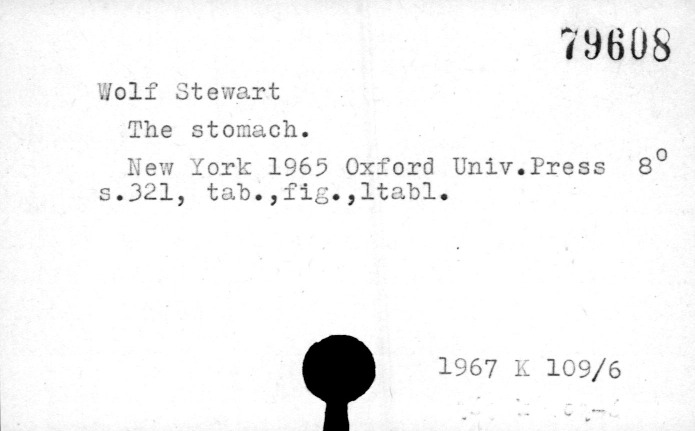 79608
Wolf Stewart
The stomach.
New York 1965 Oxford Univ.Press 8°
s.321, tab.,fig.,1tabl.
1967 K 109/6